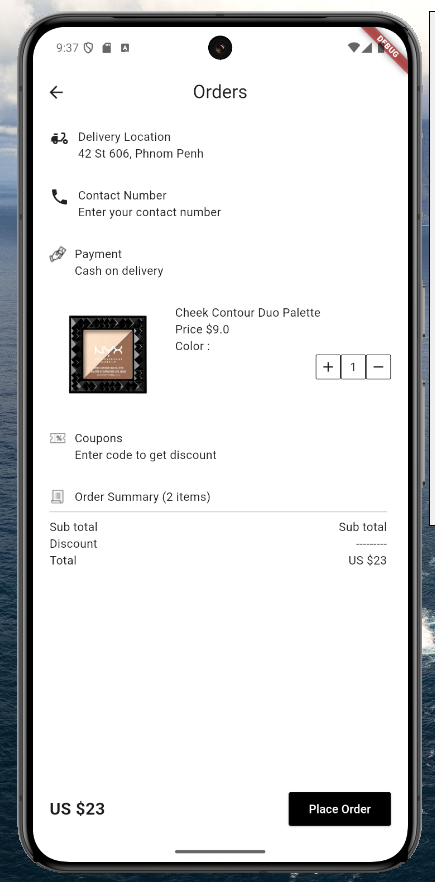 9:37
DEBUG
Orders
Delivery Location
42 St 606, Phnom Penh
Contact Number
Enter your contact number
Payment
Cash on delivery
Cheek Contour Duo Palette
Price $9.0
Color :
NYX
+ 1 −
Coupons
Enter code to get discount
Order Summary (2 items)
Sub total Sub total
Discount ---------
Total US $23
US $23 Place Order